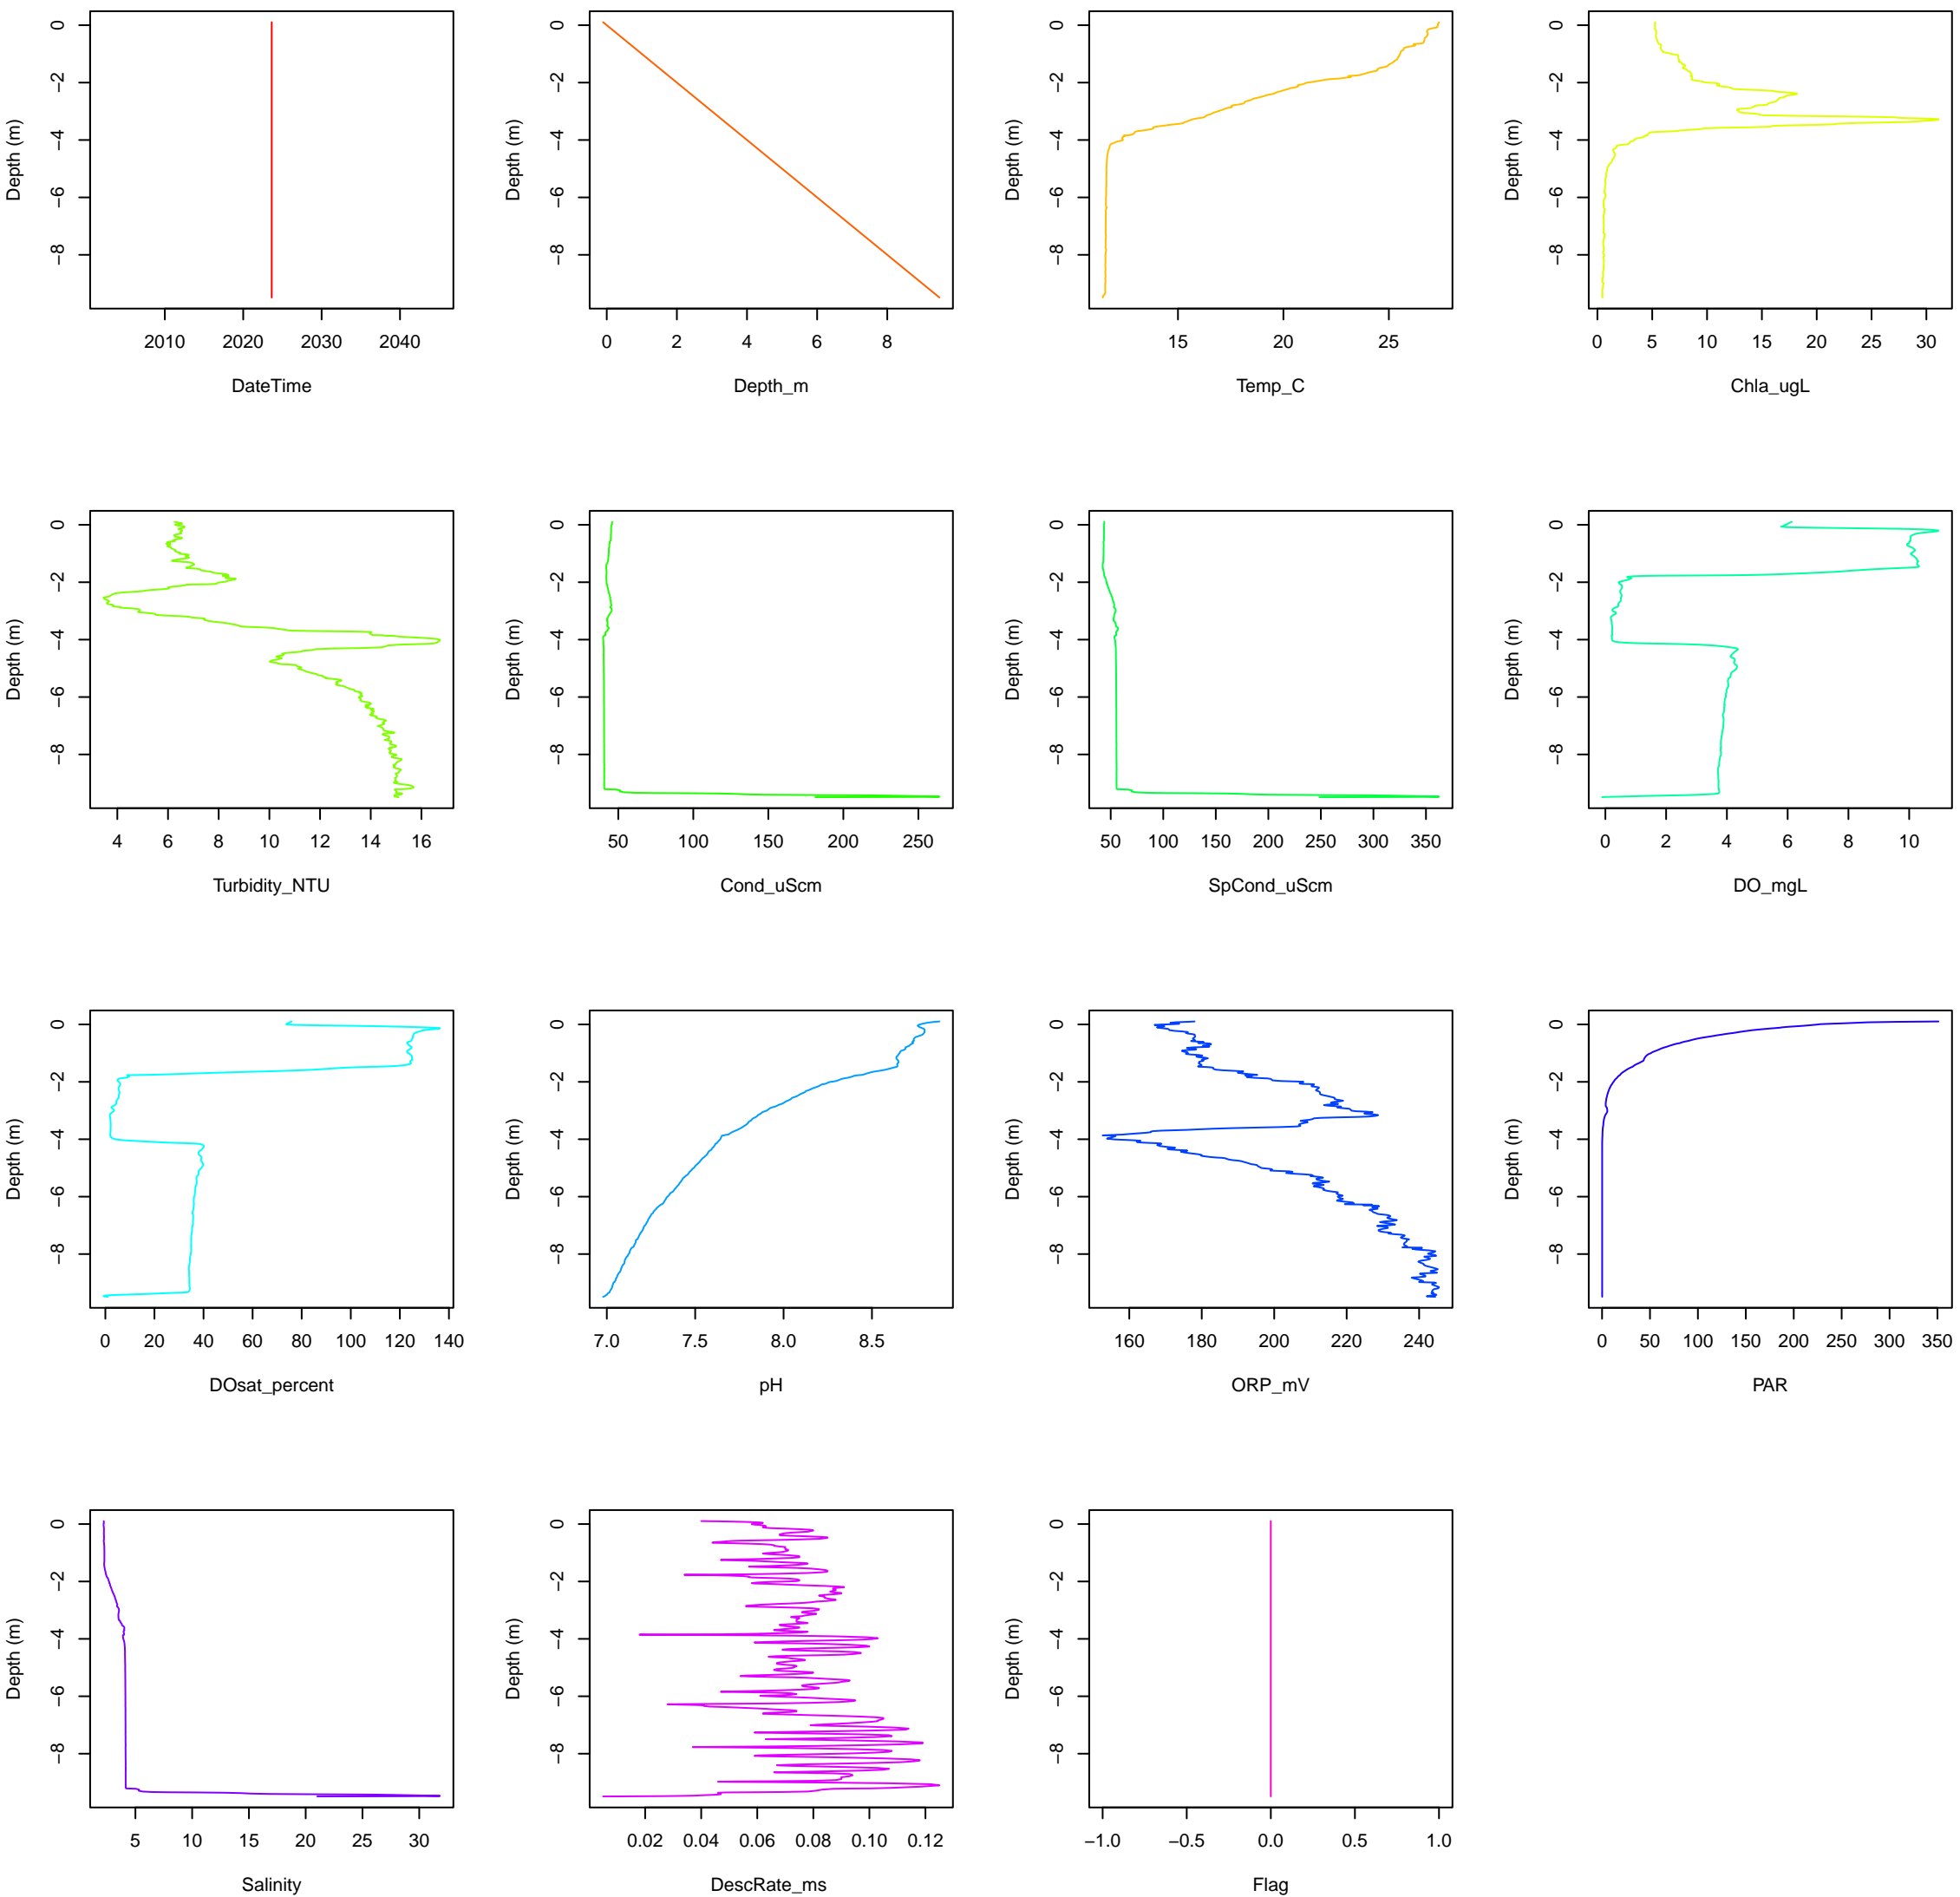 0
−2
−4
−6
−8
Depth (m)
2010 2020 2030 2040
DateTime
0
−2
−4
−6
−8
Depth (m)
0 2 4 6 8
Depth_m
0
−2
−4
−6
−8
Depth (m)
15 20 25
Temp_C
0
−2
−4
−6
−8
Depth (m)
0 5 10 15 20 25 30
Chla_ugL
0
−2
−4
−6
−8
Depth (m)
4 6 8 10 12 14 16
Turbidity_NTU
0
−2
−4
−6
−8
Depth (m)
50 100 150 200 250
Cond_uScm
0
−2
−4
−6
−8
Depth (m)
50 100 150 200 250 300 350
SpCond_uScm
0
−2
−4
−6
−8
Depth (m)
0 2 4 6 8 10
DO_mgL
0
−2
−4
−6
−8
Depth (m)
0 20 40 60 80 100 120 140
DOsat_percent
0
−2
−4
−6
−8
Depth (m)
7.0 7.5 8.0 8.5
pH
0
−2
−4
−6
−8
Depth (m)
160 180 200 220 240
ORP_mV
0
−2
−4
−6
−8
Depth (m)
0 50 100 150 200 250 300 350
PAR
0
−2
−4
−6
−8
Depth (m)
5 10 15 20 25 30
Salinity
0
−2
−4
−6
−8
Depth (m)
0.02 0.04 0.06 0.08 0.10 0.12
DescRate_ms
0
−2
−4
−6
−8
Depth (m)
−1.0 −0.5 0.0 0.5 1.0
Flag